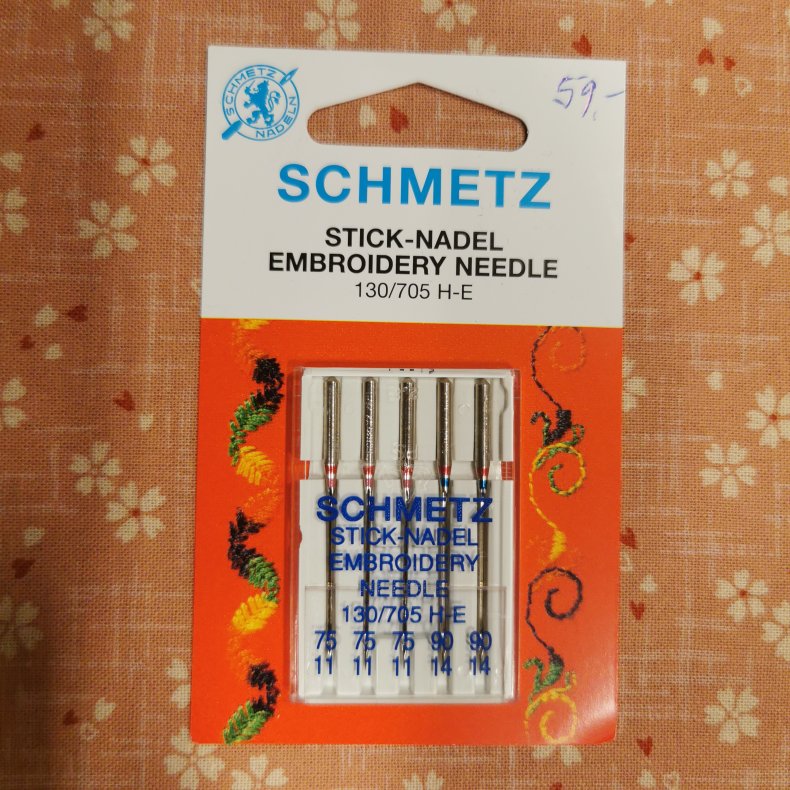 SCHMETZ
NADELN
59,-
SCHMETZ
STICK-NADEL
EMBROIDERY NEEDLE
130/705 H-E
SCHMETZ
STICK-NADEL
EMBROIDERY
NEEDLE
130/705 H-E
75 75 75 90 90
11 11 11 14 14